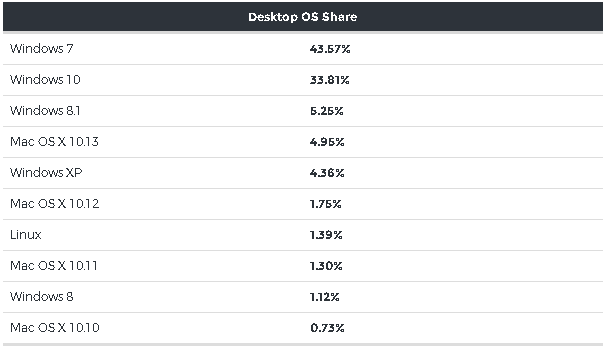 Desktop OS Share
Windows 7 43.57%
Windows 10 33.81%
Windows 8.1 5.25%
Mac OS X 10.13 4.95%
Windows XP 4.36%
Mac OS X 10.12 1.75%
Linux 1.39%
Mac OS X 10.11 1.30%
Windows 8 1.12%
Mac OS X 10.10 0.73%